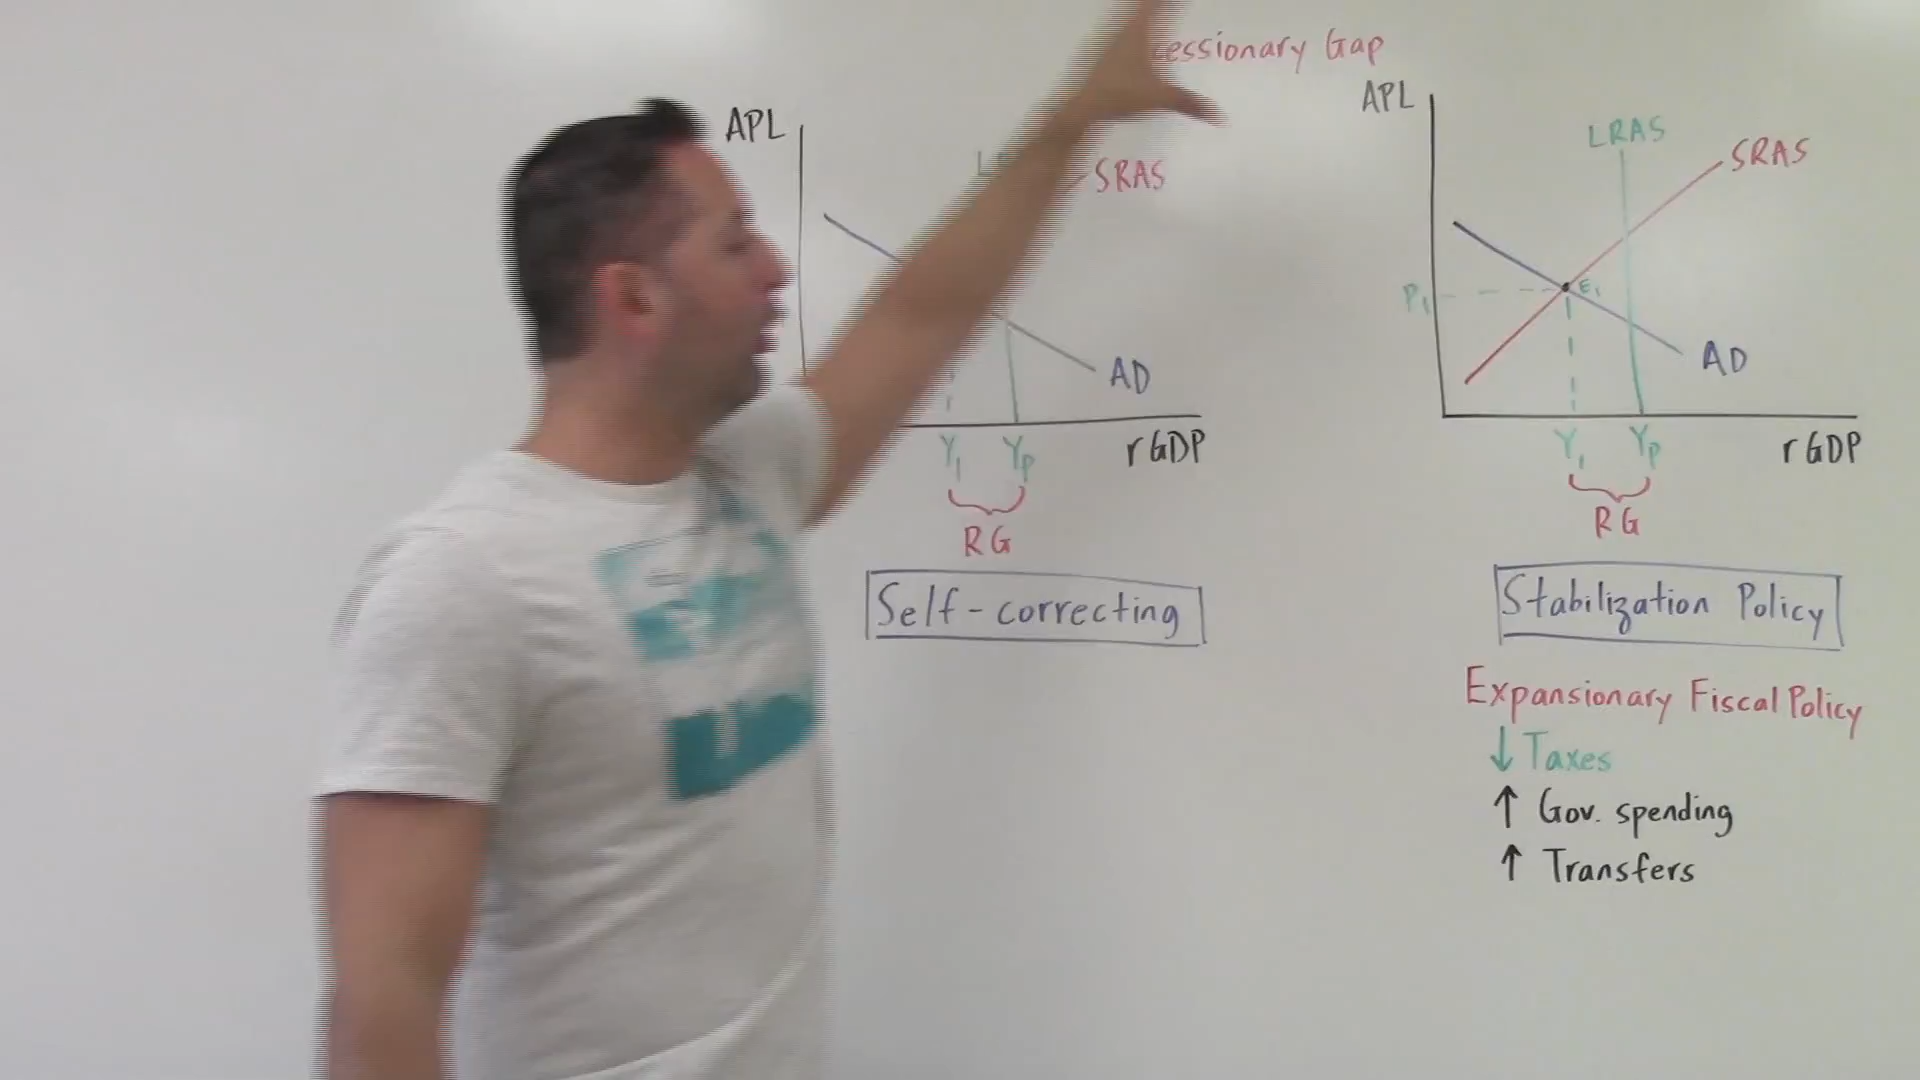 Gap
APL
LRAS
SRAS
P₁
E₁
AD
Y₁ Yp rGDP
RG
Stabilization Policy
Expansionary Fiscal Policy
↓ Taxes
↑ Gov. spending
↑ Transfers
APL
SRAS
AD
Y₁ Yp rGDP
RG
Self-correcting